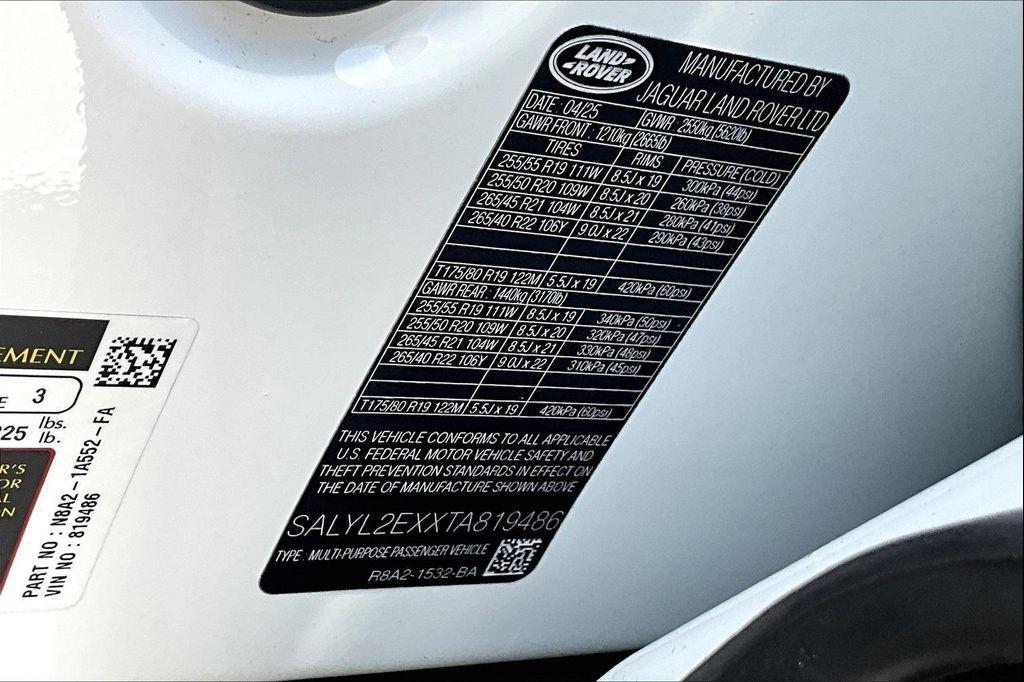 LAND
ROVER
MANUFACTURED BY
JAGUAR LAND ROVER LTD
DATE : 04/25 GVWR : 2550kg (5620lb)
GAWR FRONT : 1210kg (2665lb)
TIRES RIMS PRESSURE (COLD)
255/55 R19 111W 8.5J x 19 300kPa (44psi)
255/50 R20 109W 8.5J x 20 260kPa (38psi)
265/45 R21 104W 8.5J x 21 280kPa (41psi)
265/40 R22 106Y 9.0J x 22 290kPa (43psi)
T175/80 R19 122M 5.5J x 19 420kPa (60psi)
GAWR REAR : 1440kg (3170lb)
255/55 R19 111W 8.5J x 19 340kPa (50psi)
255/50 R20 109W 8.5J x 20 320kPa (47psi)
265/45 R21 104W 8.5J x 21 330kPa (48psi)
265/40 R22 106Y 9.0J x 22 310kPa (45psi)
T175/80 R19 122M 5.5J x 19 420kPa (60psi)
THIS VEHICLE CONFORMS TO ALL APPLICABLE
U.S. FEDERAL MOTOR VEHICLE SAFETY AND
THEFT PREVENTION STANDARDS IN EFFECT ON
THE DATE OF MANUFACTURE SHOWN ABOVE
SALYL2EXXTA819486
TYPE : MULTI-PURPOSE PASSENGER VEHICLE
R8A2-1532-BA
EMENT
E 3
25 lbs.
lb.
R'S
OR
AL
N
PART NO : N8A2-1A552-FA
VIN NO : 819486